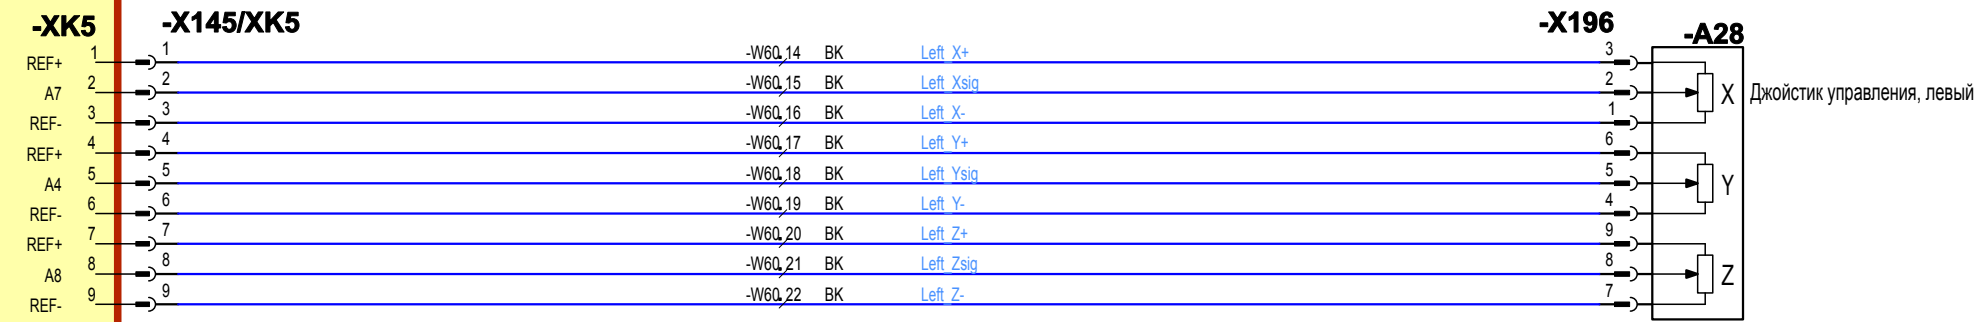 -XK5 -X145/XK5 -X196 -A28
REF+ 1 1 -W60.14 BK Left_X+ 3
A7 2 2 -W60.15 BK Left_Xsig 2 X Джойстик управления, левый
REF- 3 3 -W60.16 BK Left_X- 1
REF+ 4 4 -W60.17 BK Left_Y+ 6
A4 5 5 -W60.18 BK Left_Ysig 5 Y
REF- 6 6 -W60.19 BK Left_Y- 4
REF+ 7 7 -W60.20 BK Left_Z+ 9
A8 8 8 -W60.21 BK Left_Zsig 8 Z
REF- 9 9 -W60.22 BK Left_Z- 7